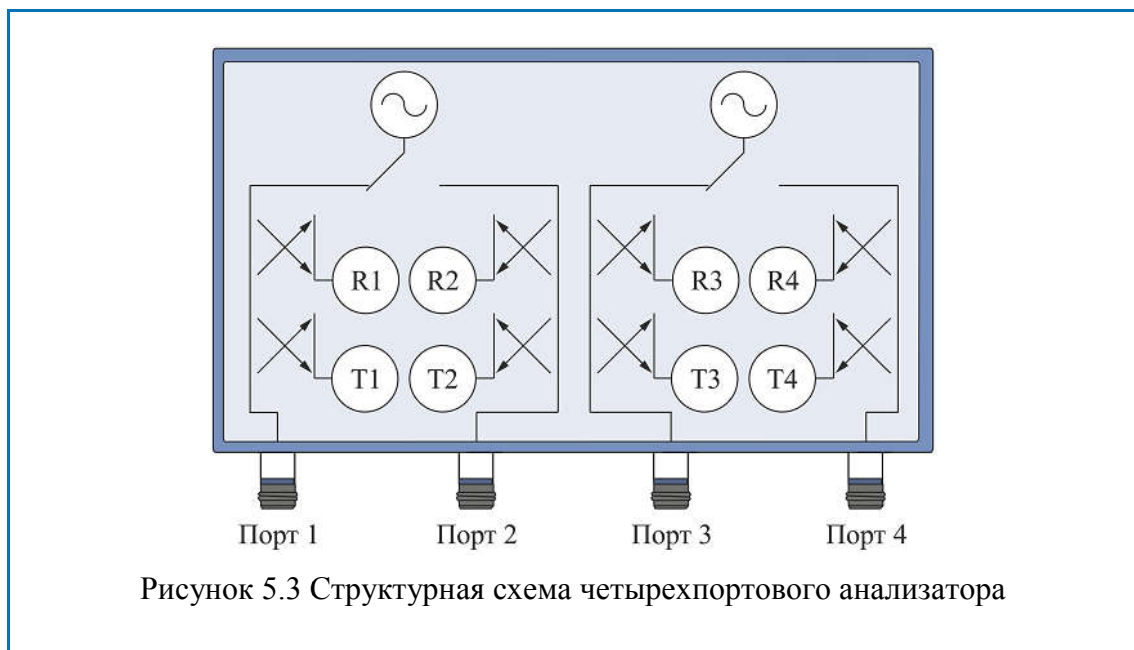 R1 R2 R3 R4
T1 T2 T3 T4
Порт 1 Порт 2 Порт 3 Порт 4
Рисунок 5.3 Структурная схема четырехпортового анализатора